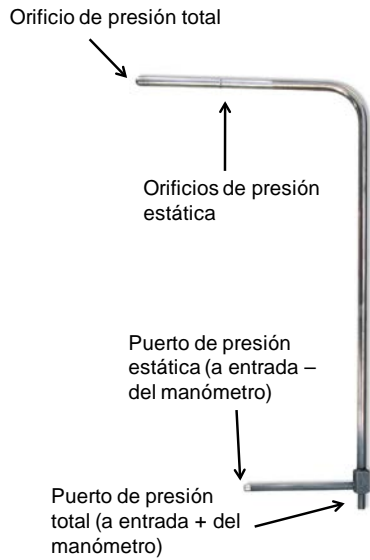 Orificio de presión total
Orificios de presión
estática
Puerto de presión
estática (a entrada –
del manómetro)
Puerto de presión
total (a entrada + del
manómetro)